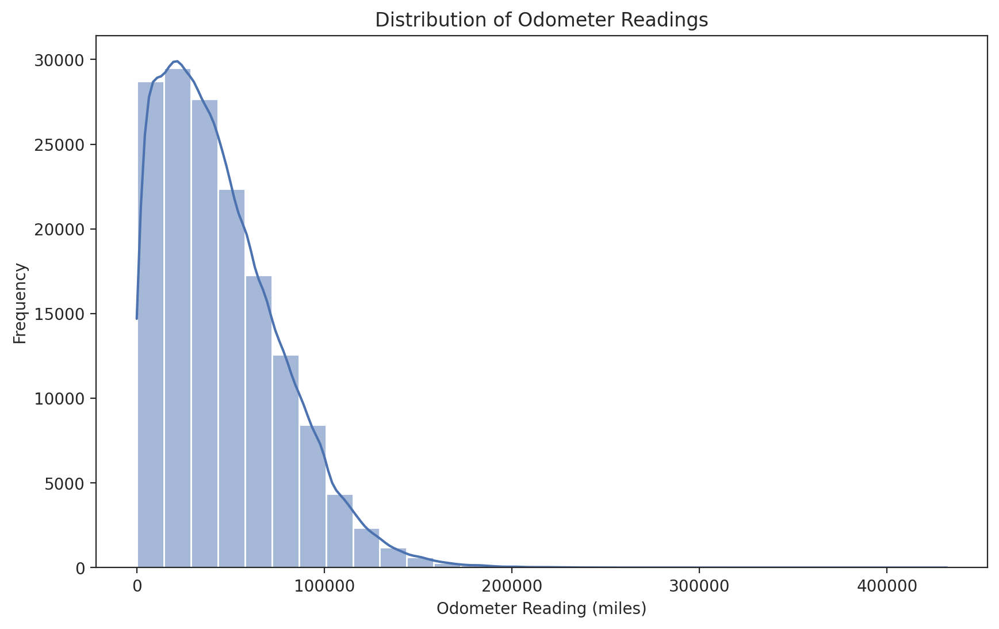 Distribution of Odometer Readings
30000
25000
20000
15000
10000
5000
0
Frequency
0 100000 200000 300000 400000
Odometer Reading (miles)